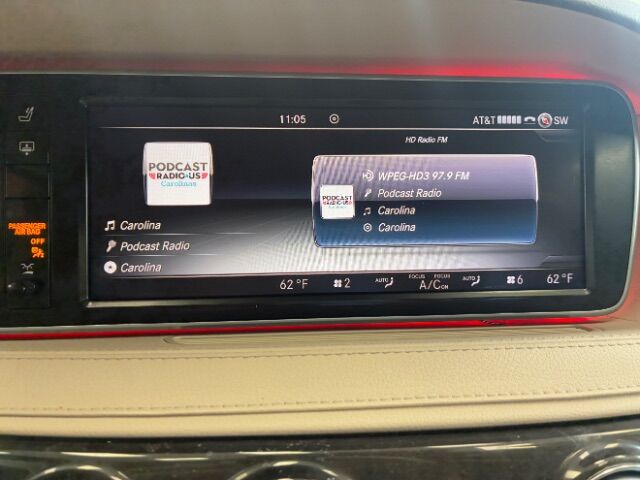 11:05
AT&T SW
HD Radio FM
PODCAST
RADIO US
Carolinas
WPEG-HD3 97.9 FM
Podcast Radio
Carolina
Carolina
PODCAST
RADIO US
Carolinas
Carolina
Podcast Radio
Carolina
PASSENGER
AIR BAG
OFF
62°F 2 AUTO FOCUS A/C ON FOCUS AUTO 6 62°F